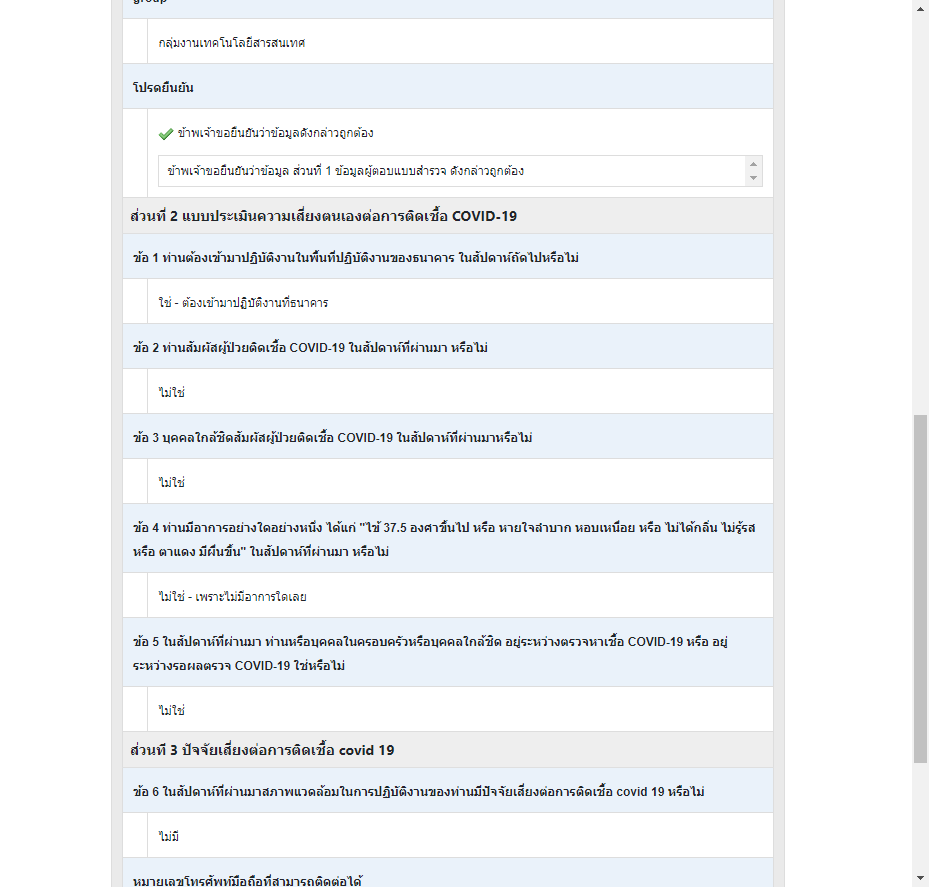 group
กลุ่มงานเทคโนโลยีสารสนเทศ
โปรดยืนยัน
ข้าพเจ้าขอยืนยันว่าข้อมูลดังกล่าวถูกต้อง
ข้าพเจ้าขอยืนยันว่าข้อมูล ส่วนที่ 1 ข้อมูลผู้ตอบแบบสำรวจ ดังกล่าวถูกต้อง
ส่วนที่ 2 แบบประเมินความเสี่ยงตนเองต่อการติดเชื้อ COVID-19
ข้อ 1 ท่านต้องเข้ามาปฏิบัติงานในพื้นที่ปฏิบัติงานของธนาคาร ในสัปดาห์ถัดไปหรือไม่
ใช่ - ต้องเข้ามาปฏิบัติงานที่ธนาคาร
ข้อ 2 ท่านสัมผัสผู้ป่วยติดเชื้อ COVID-19 ในสัปดาห์ที่ผ่านมา หรือไม่
ไม่ใช่
ข้อ 3 บุคคลใกล้ชิดสัมผัสผู้ป่วยติดเชื้อ COVID-19 ในสัปดาห์ที่ผ่านมาหรือไม่
ไม่ใช่
ข้อ 4 ท่านมีอาการอย่างใดอย่างหนึ่ง ได้แก่ "ไข้ 37.5 องศาขึ้นไป หรือ หายใจลำบาก หอบเหนื่อย หรือ ไม่ได้กลิ่น ไม่รู้รส
หรือ ตาแดง มีผื่นขึ้น" ในสัปดาห์ที่ผ่านมา หรือไม่
ไม่ใช่ - เพราะไม่มีอาการใดเลย
ข้อ 5 ในสัปดาห์ที่ผ่านมา ท่านหรือบุคคลในครอบครัวหรือบุคคลใกล้ชิด อยู่ระหว่างตรวจหาเชื้อ COVID-19 หรือ อยู่
ระหว่างรอผลตรวจ COVID-19 ใช่หรือไม่
ไม่ใช่
ส่วนที่ 3 ปัจจัยเสี่ยงต่อการติดเชื้อ covid 19
ข้อ 6 ในสัปดาห์ที่ผ่านมาสภาพแวดล้อมในการปฏิบัติงานของท่านมีปัจจัยเสี่ยงต่อการติดเชื้อ covid 19 หรือไม่
ไม่มี
หมายเลขโทรศัพท์มือถือที่สามารถติดต่อได้